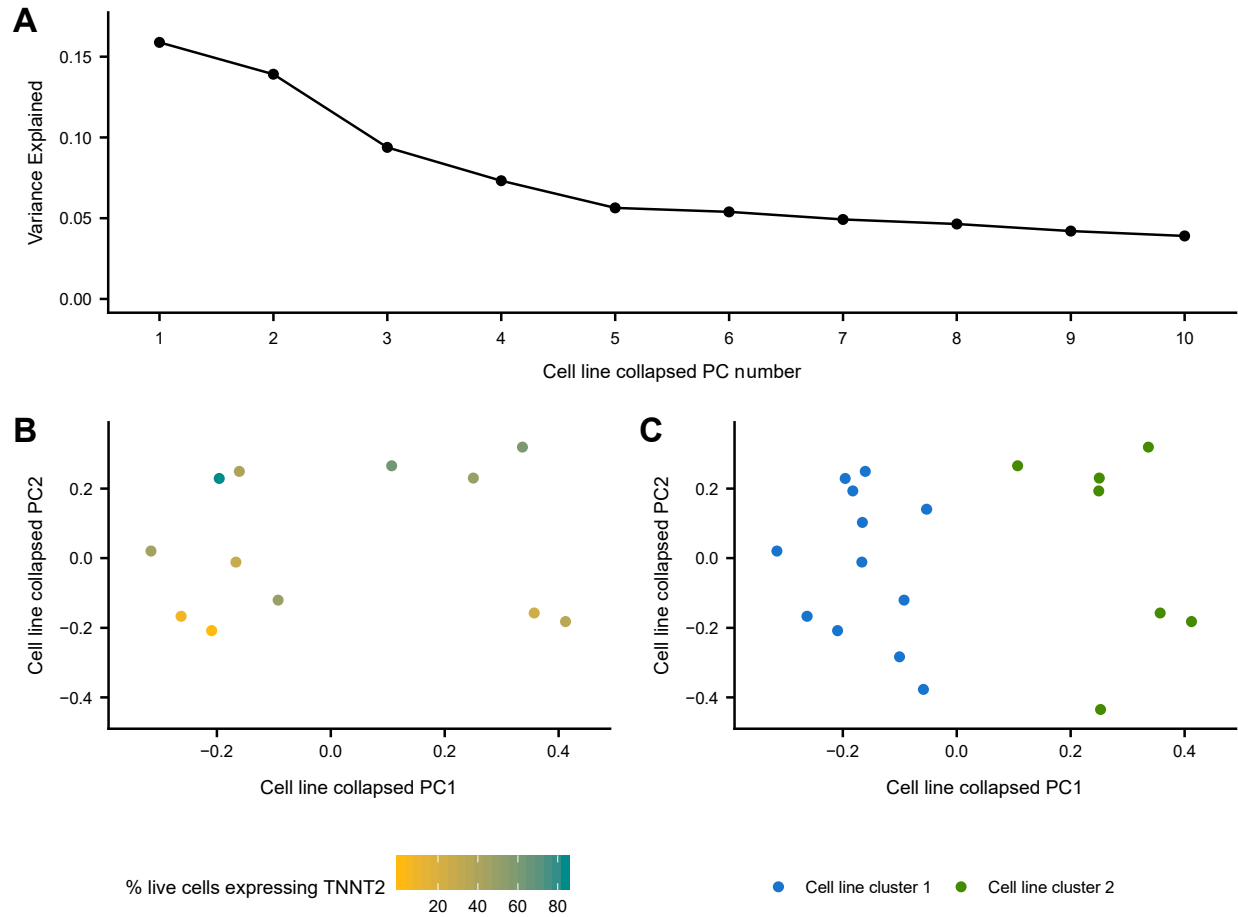 A
Variance Explained
0.15
0.10
0.05
0.00
1 2 3 4 5 6 7 8 9 10
Cell line collapsed PC number
B
Cell line collapsed PC2
0.2
0.0
−0.2
−0.4
−0.2 0.0 0.2 0.4
Cell line collapsed PC1
% live cells expressing TNNT2
20 40 60 80
C
Cell line collapsed PC2
0.2
0.0
−0.2
−0.4
−0.2 0.0 0.2 0.4
Cell line collapsed PC1
Cell line cluster 1 Cell line cluster 2